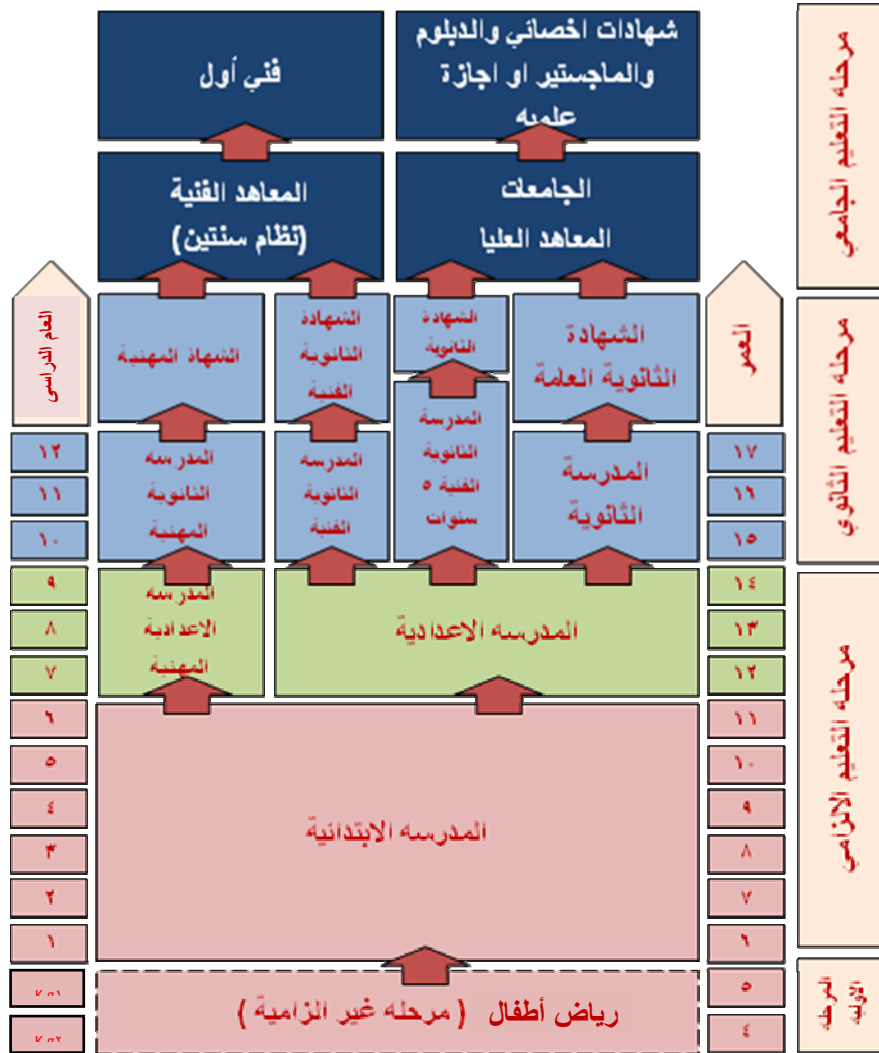 شهادات اخصائي والدبلوم
والماجستير او اجازة
علميه
فني أول
الجامعات
المعاهد العليا
المعاهد الفنية
(نظام سنتين)
مرحله التعليم الجامعي
العمر
الشهادة
الثانوية العامة
الشهادة
الثانوية
الشهادة
الثانوية
الفنية
الشهاة المهنية
العام الدراسى
مرحله التعليم الثانوي
١٧
١٦
١٥
المدرسة
الثانوية
المدرسة
الثانوية
الفنية ٥
سنوات
المدرسه
الثانوية
الفنية
المدرسه
الثانوية
المهنية
١٢
١١
١٠
مرحله التعليم الالزامي
١٤
١٣
١٢
المدرسه الاعدادية
المدرسه
الاعدادية
المهنية
٩
٨
٧
١١
١٠
٩
٨
٧
٦
المدرسه الابتدائية
٦
٥
٤
٣
٢
١
المرحله
الاوليه
٥
٤
رياض أطفال ( مرحله غير الزامية )